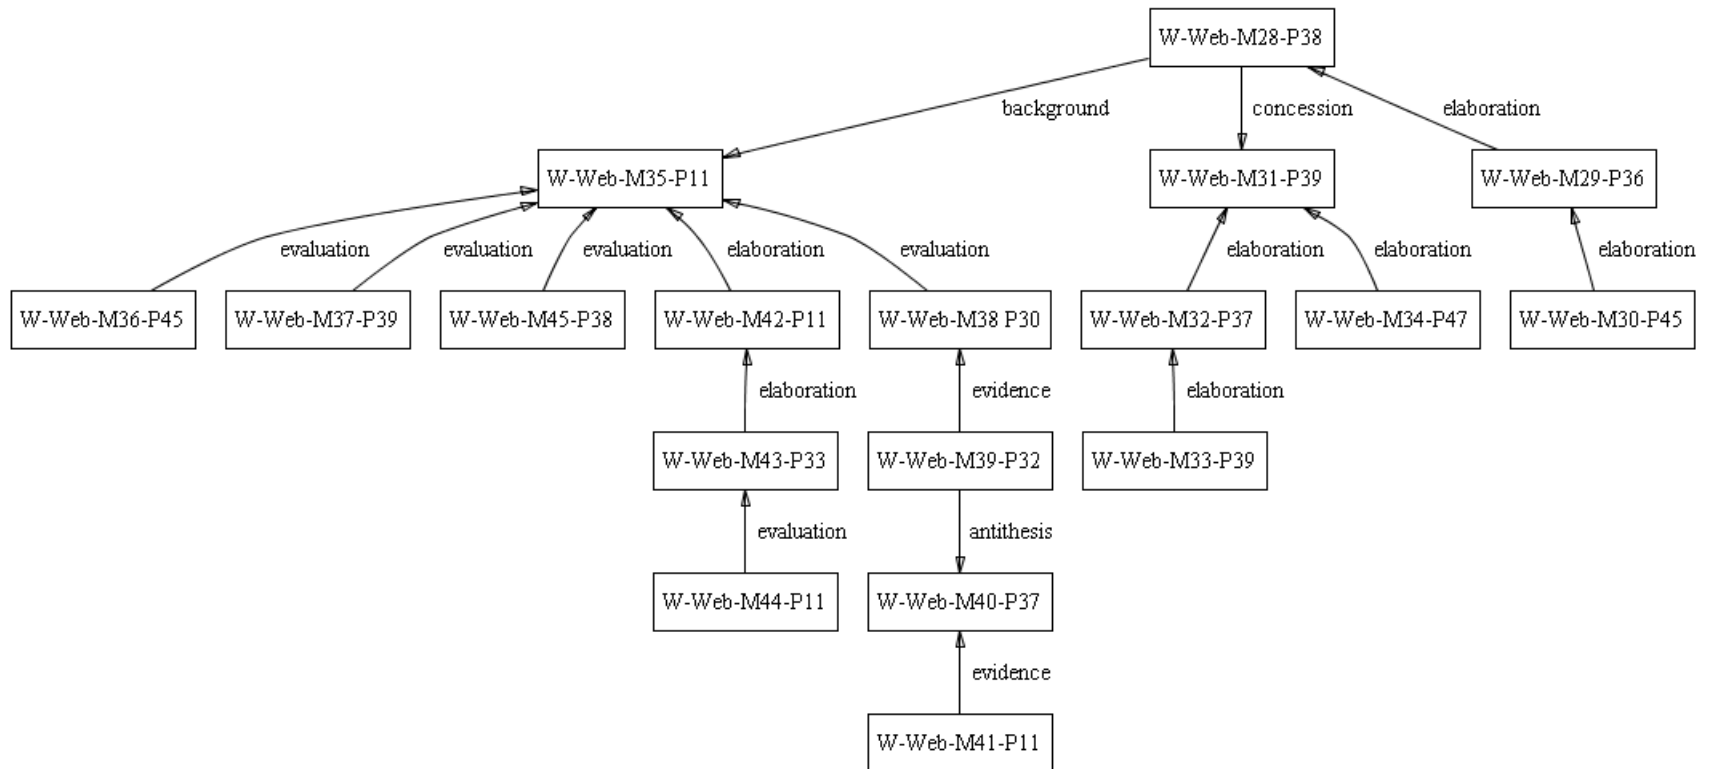 W-Web-M28-P38
background
concession
elaboration
W-Web-M35-P11
W-Web-M31-P39
W-Web-M29-P36
evaluation
evaluation
evaluation
elaboration
evaluation
elaboration
elaboration
elaboration
W-Web-M36-P45
W-Web-M37-P39
W-Web-M45-P38
W-Web-M42-P11
W-Web-M38 P30
W-Web-M32-P37
W-Web-M34-P47
W-Web-M30-P45
elaboration
evidence
elaboration
W-Web-M43-P33
W-Web-M39-P32
W-Web-M33-P39
evaluation
antithesis
W-Web-M44-P11
W-Web-M40-P37
evidence
W-Web-M41-P11